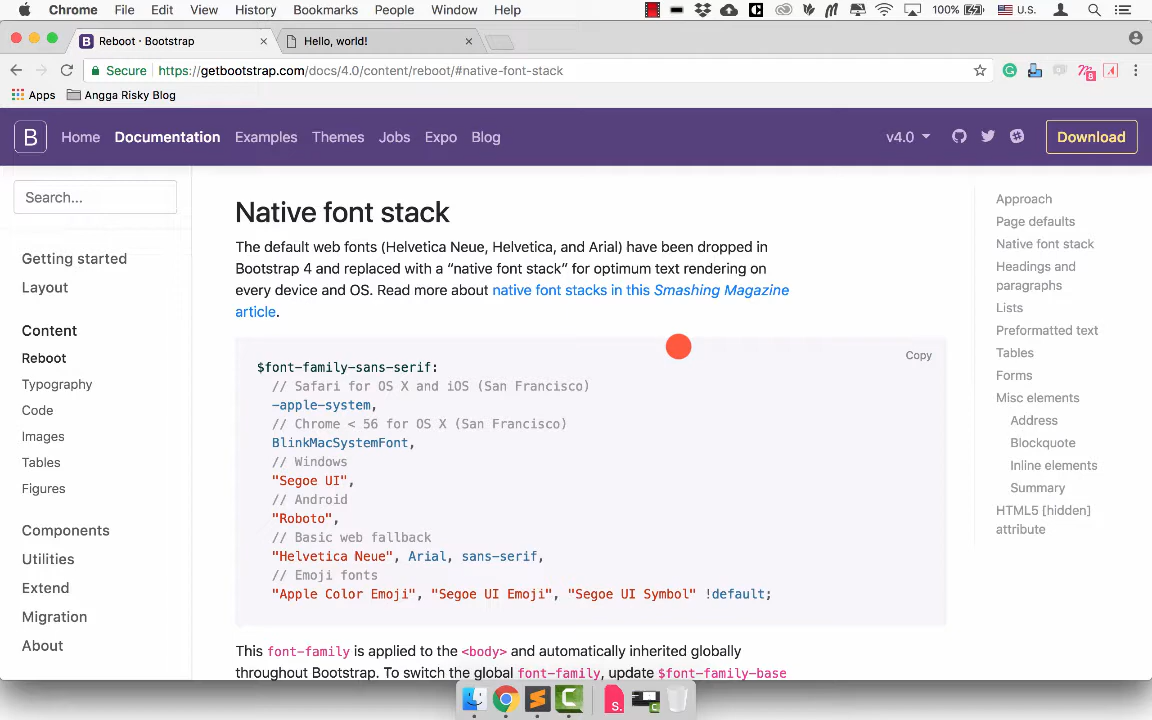 Chrome File Edit View History Bookmarks People Window Help 100% U.S.
Reboot · Bootstrap Hello, world!
Secure https://getbootstrap.com/docs/4.0/content/reboot/#native-font-stack
Apps Angga Risky Blog
B Home Documentation Examples Themes Jobs Expo Blog v4.0 Download
Search...
Getting started
Layout
Content
Reboot
Typography
Code
Images
Tables
Figures
Components
Utilities
Extend
Migration
About
Native font stack
The default web fonts (Helvetica Neue, Helvetica, and Arial) have been dropped in
Bootstrap 4 and replaced with a “native font stack” for optimum text rendering on
every device and OS. Read more about native font stacks in this Smashing Magazine
article.
Copy
$font-family-sans-serif:
// Safari for OS X and iOS (San Francisco)
-apple-system,
// Chrome < 56 for OS X (San Francisco)
BlinkMacSystemFont,
// Windows
"Segoe UI",
// Android
"Roboto",
// Basic web fallback
"Helvetica Neue", Arial, sans-serif,
// Emoji fonts
"Apple Color Emoji", "Segoe UI Emoji", "Segoe UI Symbol" !default;
This font-family is applied to the <body> and automatically inherited globally
throughout Bootstrap. To switch the global font-family, update $font-family-base
Approach
Page defaults
Native font stack
Headings and
paragraphs
Lists
Preformatted text
Tables
Forms
Misc elements
Address
Blockquote
Inline elements
Summary
HTML5 [hidden]
attribute